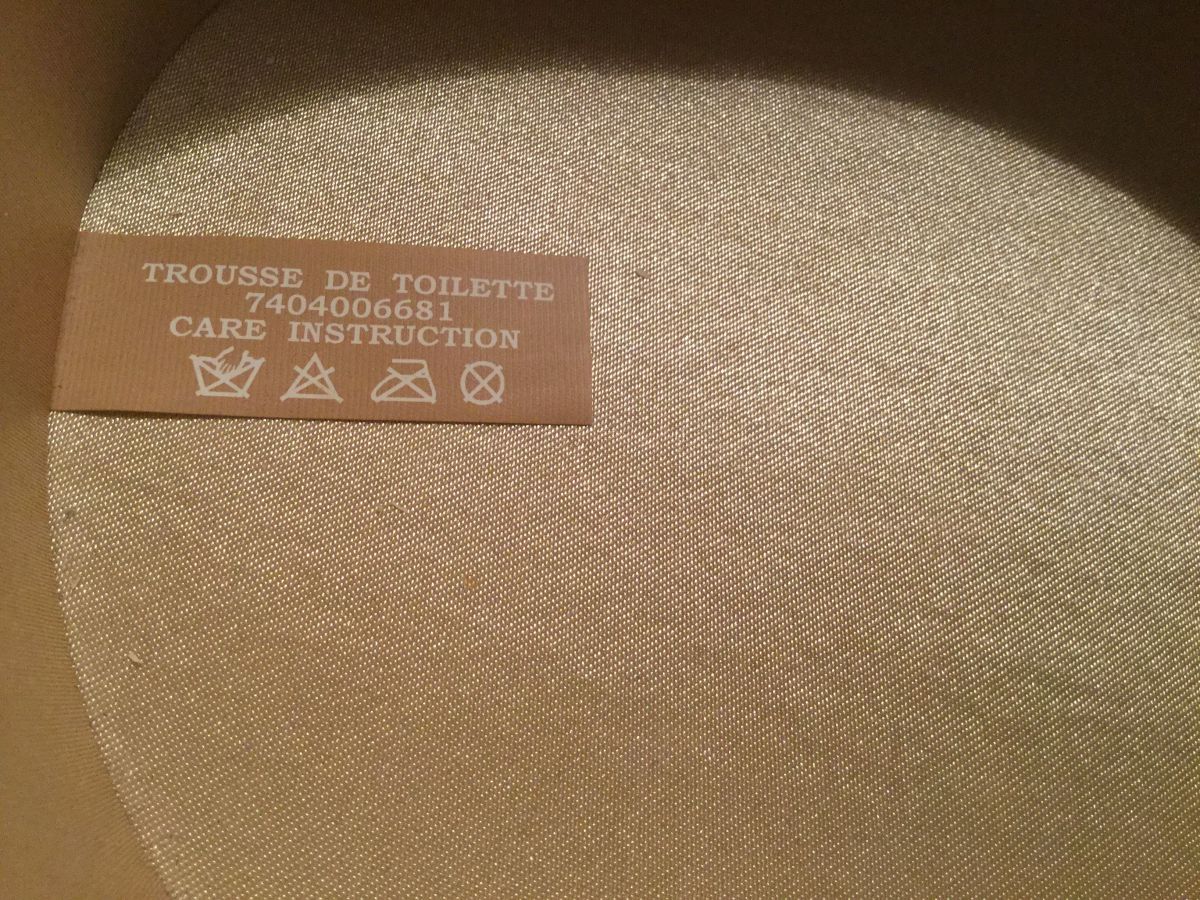 TROUSSE DE TOILETTE
7404006681
CARE INSTRUCTION